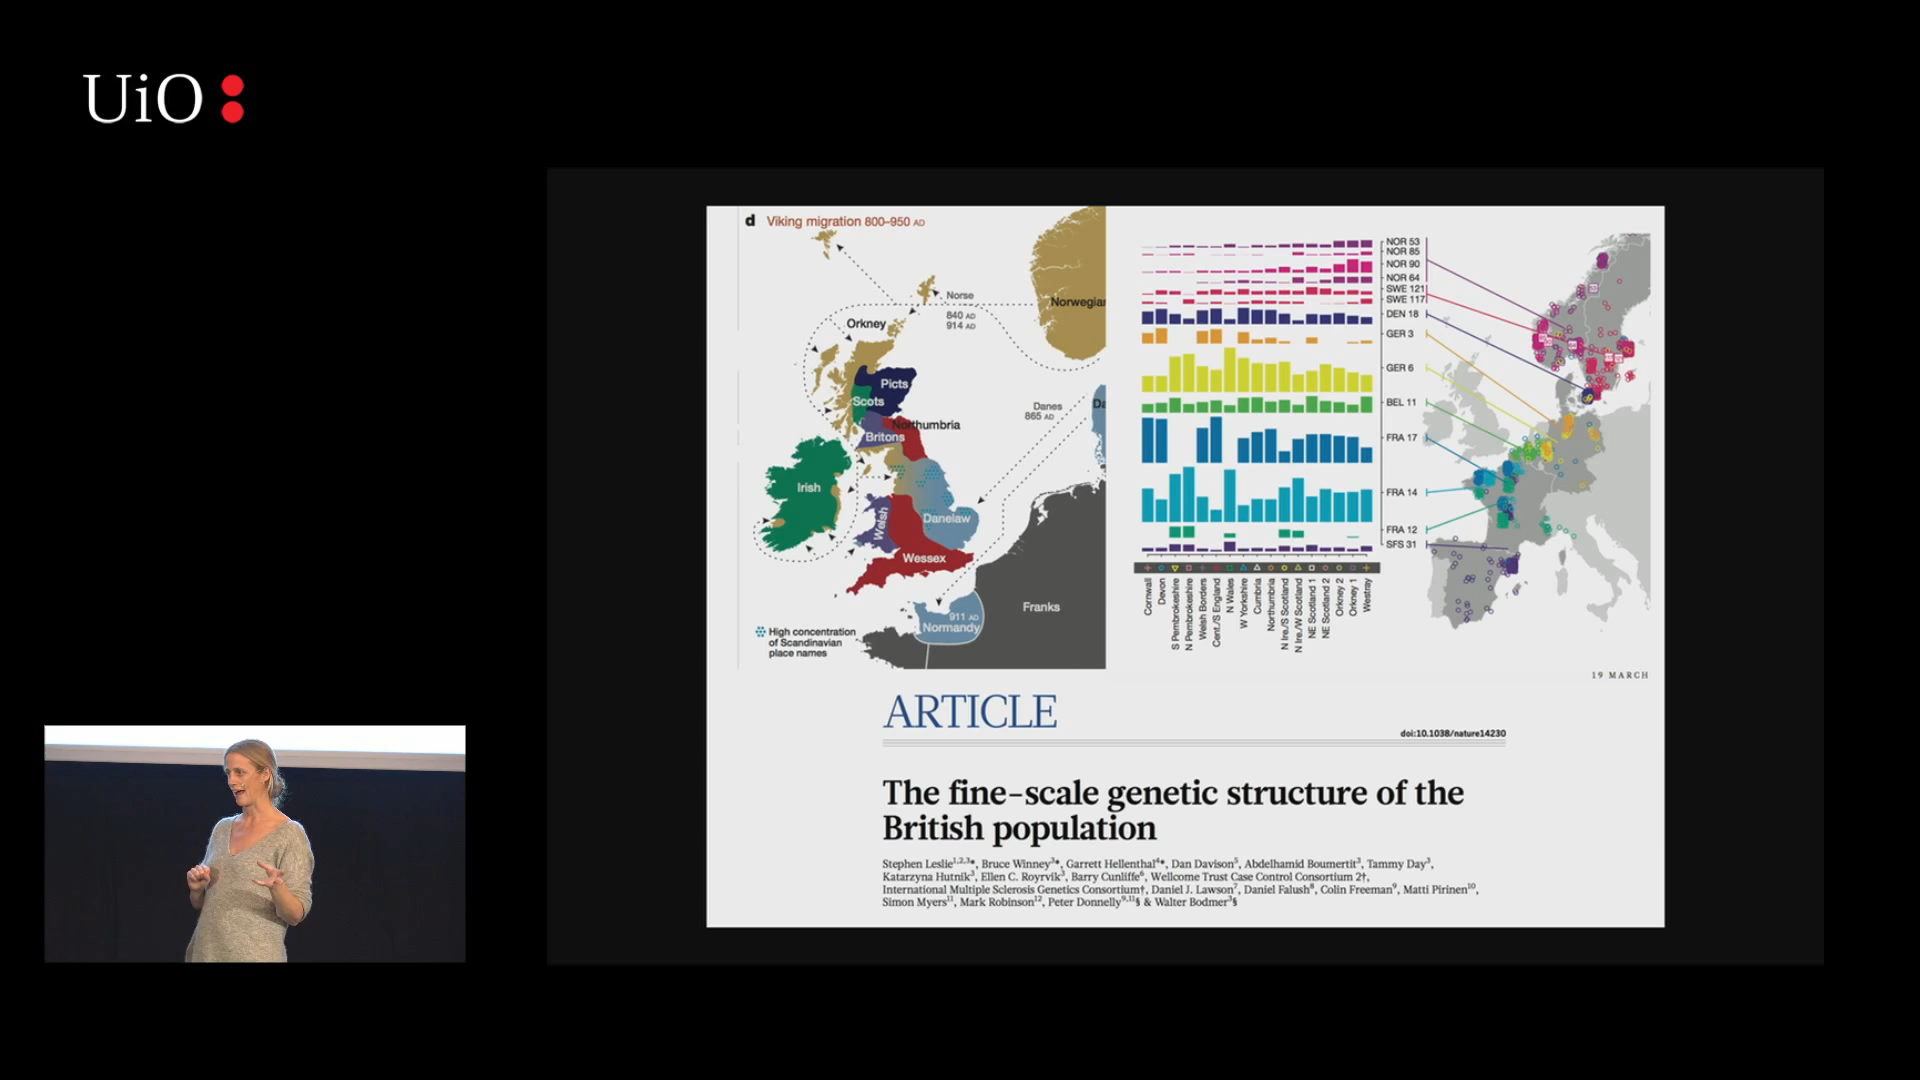 UiO
d Viking migration 800–950 AD
Norse
840 AD
914 AD
Norwegian
Orkney
Picts
Scots
Northumbria
Britons
Danes
865 AD
Da
Irish
Welsh
Danelaw
Wessex
Franks
911 AD
Normandy
High concentration
of Scandinavian
place names
NOR 53
NOR 85
NOR 90
NOR 64
SWE 121
SWE 117
DEN 18
GER 3
GER 6
BEL 11
FRA 17
FRA 14
FRA 12
SFS 31
Cornwall
Devon
S Pembrokeshire
N Pembrokeshire
Welsh Borders
Cent./S England
N Wales
W Yorkshire
Cumbria
Northumbria
N Ire./S Scotland
N Ire./W Scotland
NE Scotland 1
NE Scotland 2
Orkney 2
Orkney 1
Westray
19 MARCH
ARTICLE
doi:10.1038/nature14230
The fine-scale genetic structure of the
British population
Stephen Leslie1,2,3*, Bruce Winney3*, Garrett Hellenthal4*, Dan Davison5, Abdelhamid Boumertit3, Tammy Day3,
Katarzyna Hutnik3, Ellen C. Royrvik3, Barry Cunliffe6, Wellcome Trust Case Control Consortium 2†,
International Multiple Sclerosis Genetics Consortium†, Daniel J. Lawson7, Daniel Falush8, Colin Freeman9, Matti Pirinen10,
Simon Myers11, Mark Robinson12, Peter Donnelly9,11§ & Walter Bodmer3§